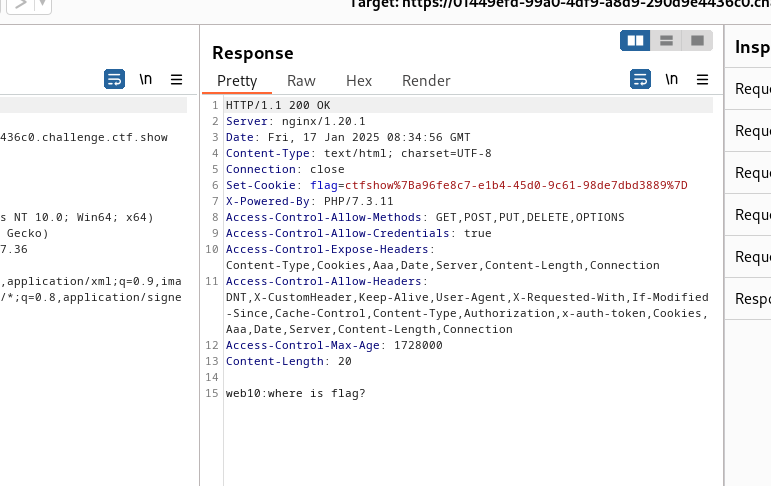 Target: https://01449efd-99a0-4df9-a8d9-290d9e4436c0.cha
Response
Insp
Pretty Raw Hex Render
\n
\n
1 HTTP/1.1 200 OK
2 Server: nginx/1.20.1
3 Date: Fri, 17 Jan 2025 08:34:56 GMT
4 Content-Type: text/html; charset=UTF-8
5 Connection: close
6 Set-Cookie: flag=ctfshow%7Ba96fe8c7-e1b4-45d0-9c61-98de7dbd3889%7D
7 X-Powered-By: PHP/7.3.11
8 Access-Control-Allow-Methods: GET,POST,PUT,DELETE,OPTIONS
9 Access-Control-Allow-Credentials: true
10 Access-Control-Expose-Headers:
Content-Type,Cookies,Aaa,Date,Server,Content-Length,Connection
11 Access-Control-Allow-Headers:
DNT,X-CustomHeader,Keep-Alive,User-Agent,X-Requested-With,If-Modified
-Since,Cache-Control,Content-Type,Authorization,x-auth-token,Cookies,
Aaa,Date,Server,Content-Length,Connection
12 Access-Control-Max-Age: 1728000
13 Content-Length: 20
14
15 web10:where is flag?
436c0.challenge.ctf.show
s NT 10.0; Win64; x64)
Gecko)
7.36
,application/xml;q=0.9,ima
/*;q=0.8,application/signe
Reque
Reque
Reque
Reque
Reque
Respo